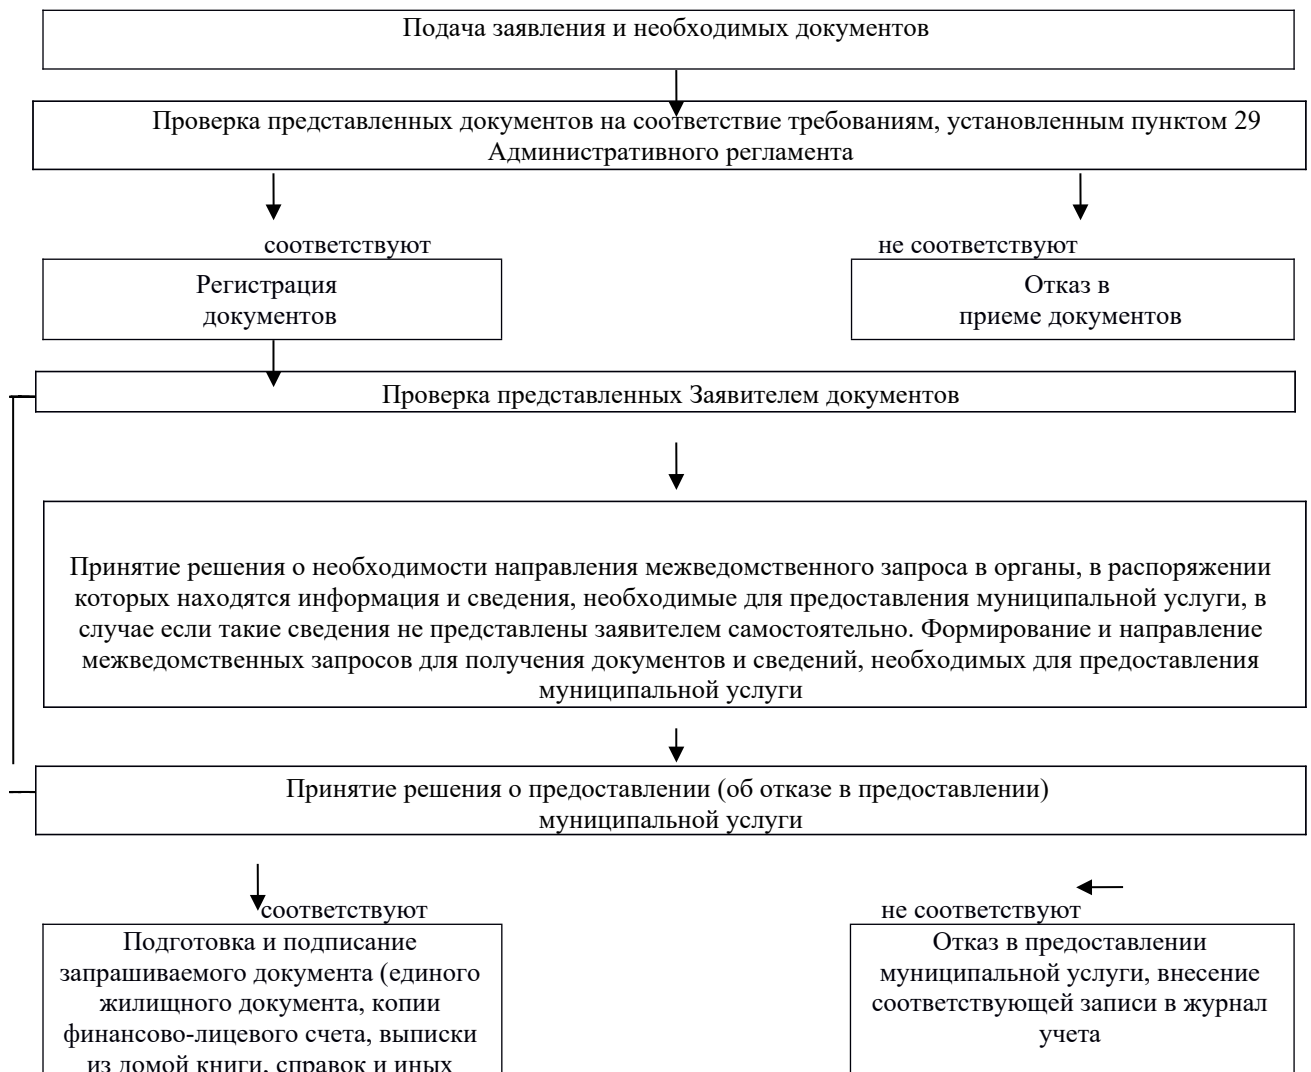 Подача заявления и необходимых документов
Проверка представленных документов на соответствие требованиям, установленным пунктом 29
Административного регламента
соответствуют
не соответствуют
Регистрация
документов
Отказ в
приеме документов
Проверка представленных Заявителем документов
Принятие решения о необходимости направления межведомственного запроса в органы, в распоряжении
которых находятся информация и сведения, необходимые для предоставления муниципальной услуги, в
случае если такие сведения не представлены заявителем самостоятельно. Формирование и направление
межведомственных запросов для получения документов и сведений, необходимых для предоставления
муниципальной услуги
Принятие решения о предоставлении (об отказе в предоставлении)
муниципальной услуги
соответствуют
не соответствуют
Подготовка и подписание
запрашиваемого документа (единого
жилищного документа, копии
финансово-лицевого счета, выписки
из домой книги, справок и иных
Отказ в предоставлении
муниципальной услуги, внесение
соответствующей записи в журнал
учета